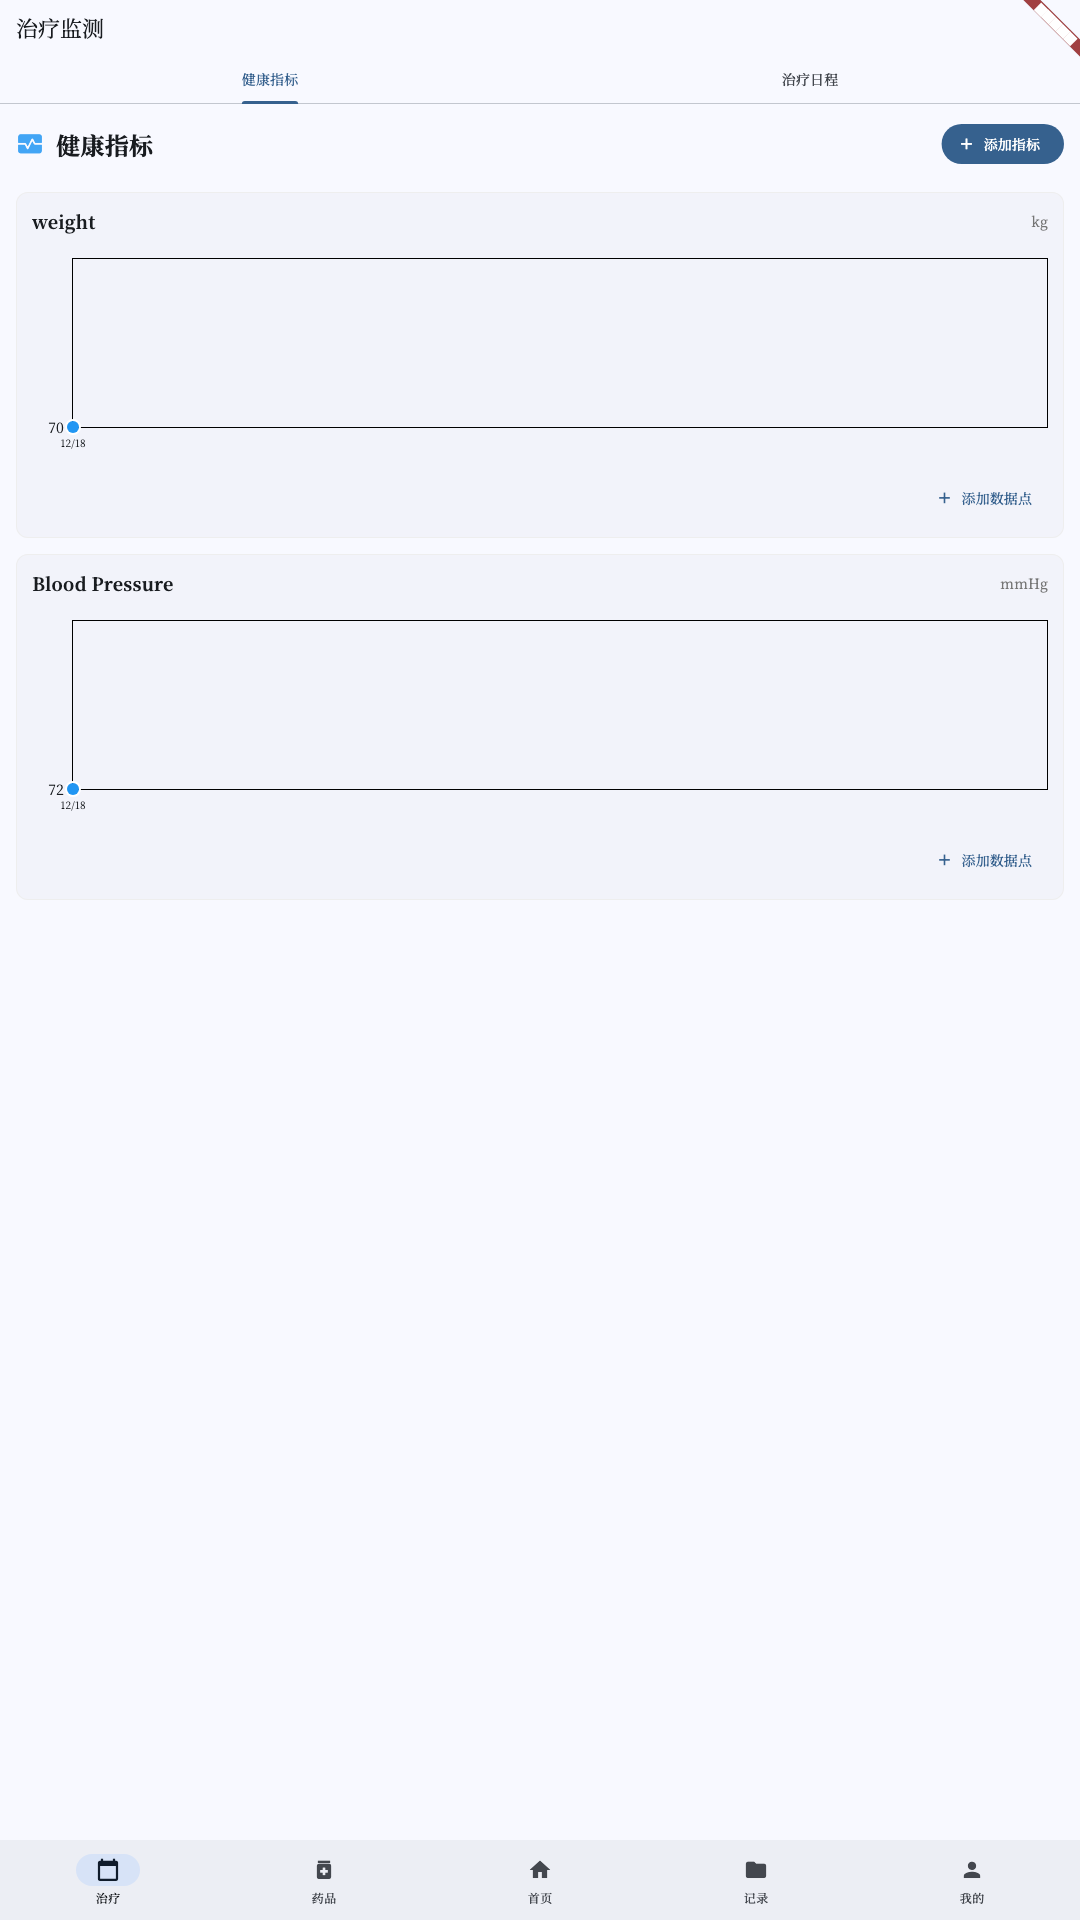 治疗监测
健康指标
治疗日程
健康指标
添加指标
weight
kg
70
12/18
添加数据点
Blood Pressure
mmHg
72
12/18
添加数据点
治疗
药品
首页
记录
我的